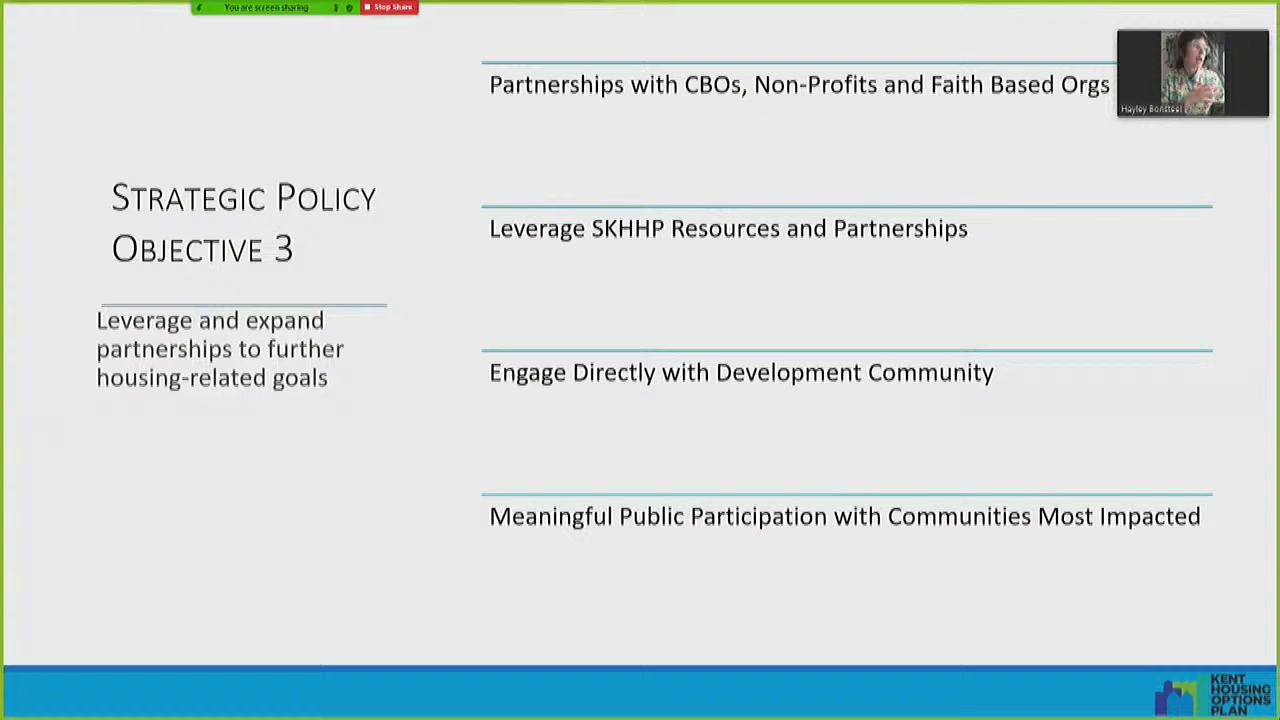 You are screen sharing
Stop Share
Partnerships with CBOs, Non-Profits and Faith Based Orgs
Hayley Bonsteel
STRATEGIC POLICY
OBJECTIVE 3
Leverage SKHHP Resources and Partnerships
Leverage and expand
partnerships to further
housing-related goals
Engage Directly with Development Community
Meaningful Public Participation with Communities Most Impacted
KENT
HOUSING
OPTIONS
PLAN